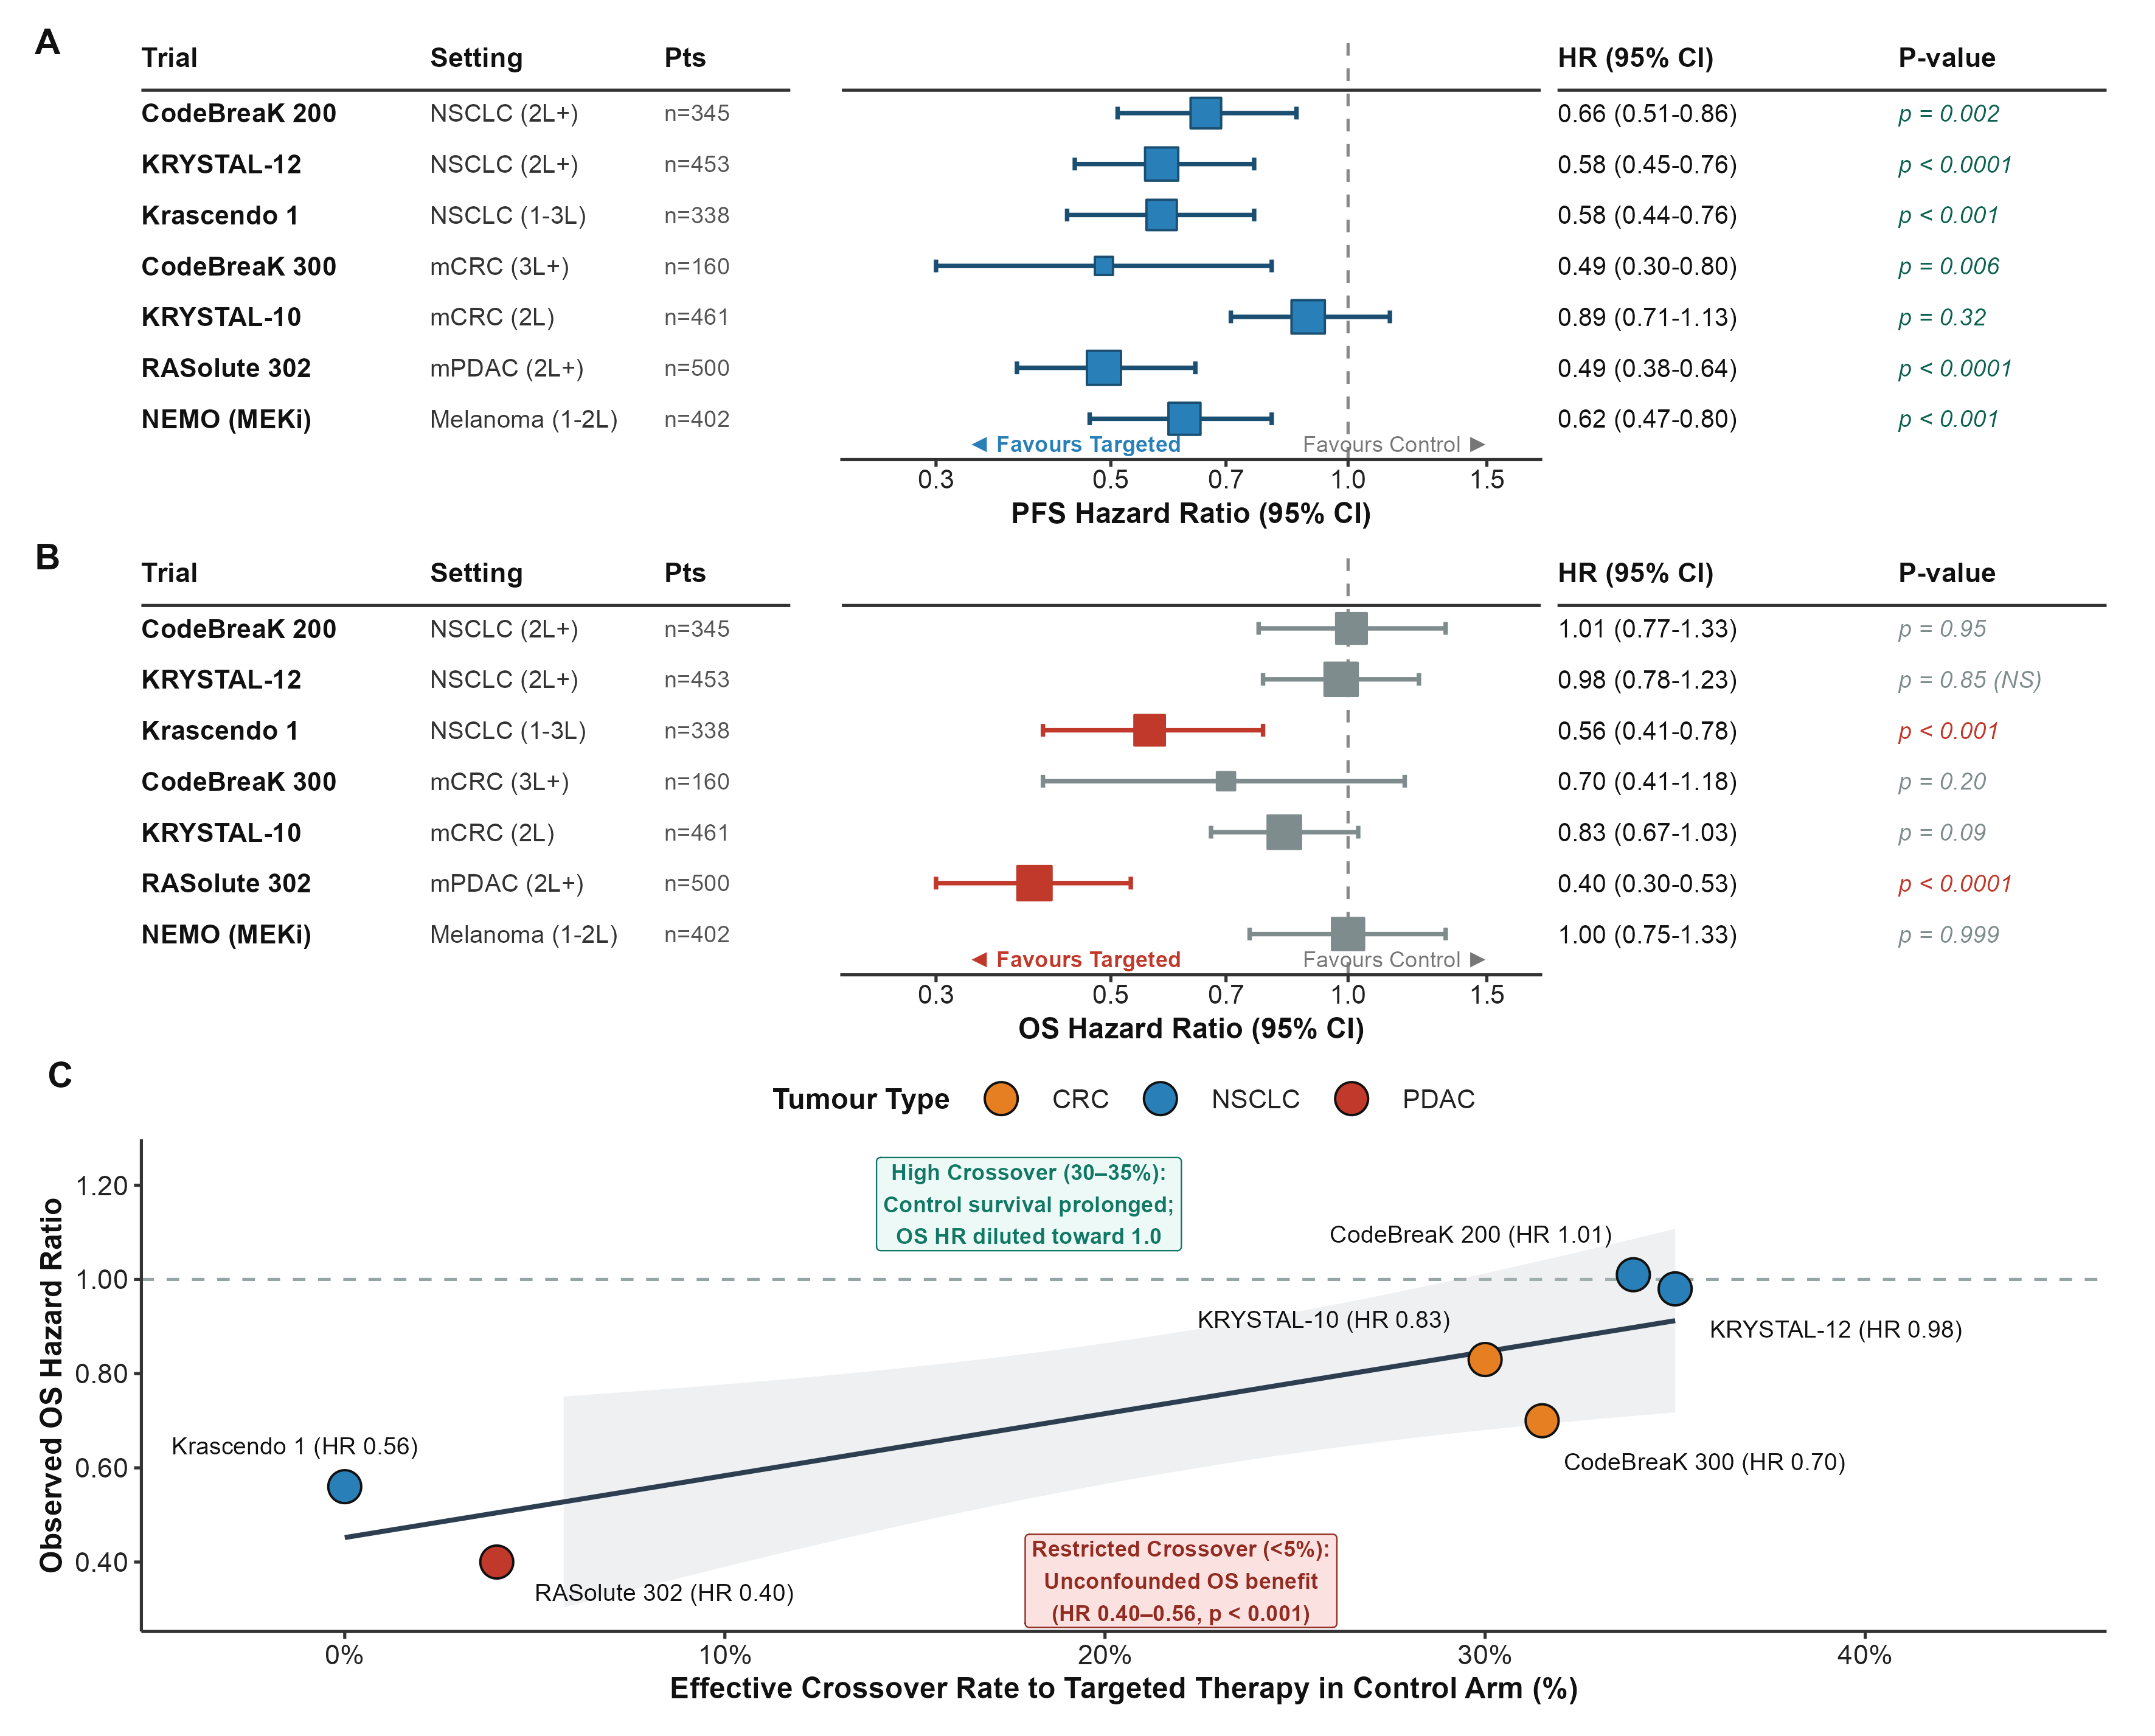 A
Trial Setting Pts HR (95% CI) P-value
CodeBreaK 200 NSCLC (2L+) n=345 0.66 (0.51-0.86) p = 0.002
KRYSTAL-12 NSCLC (2L+) n=453 0.58 (0.45-0.76) p < 0.0001
Krascendo 1 NSCLC (1-3L) n=338 0.58 (0.44-0.76) p < 0.001
CodeBreaK 300 mCRC (3L+) n=160 0.49 (0.30-0.80) p = 0.006
KRYSTAL-10 mCRC (2L) n=461 0.89 (0.71-1.13) p = 0.32
RASolute 302 mPDAC (2L+) n=500 0.49 (0.38-0.64) p < 0.0001
NEMO (MEKi) Melanoma (1-2L) n=402 0.62 (0.47-0.80) p < 0.001
◄ Favours Targeted Favours Control ►
0.3 0.5 0.7 1.0 1.5
PFS Hazard Ratio (95% CI)
B
Trial Setting Pts HR (95% CI) P-value
CodeBreaK 200 NSCLC (2L+) n=345 1.01 (0.77-1.33) p = 0.95
KRYSTAL-12 NSCLC (2L+) n=453 0.98 (0.78-1.23) p = 0.85 (NS)
Krascendo 1 NSCLC (1-3L) n=338 0.56 (0.41-0.78) p < 0.001
CodeBreaK 300 mCRC (3L+) n=160 0.70 (0.41-1.18) p = 0.20
KRYSTAL-10 mCRC (2L) n=461 0.83 (0.67-1.03) p = 0.09
RASolute 302 mPDAC (2L+) n=500 0.40 (0.30-0.53) p < 0.0001
NEMO (MEKi) Melanoma (1-2L) n=402 1.00 (0.75-1.33) p = 0.999
◄ Favours Targeted Favours Control ►
0.3 0.5 0.7 1.0 1.5
OS Hazard Ratio (95% CI)
C
Tumour Type CRC NSCLC PDAC
High Crossover (30–35%):
Control survival prolonged;
OS HR diluted toward 1.0
1.20
1.00
0.80
0.60
0.40
Observed OS Hazard Ratio
CodeBreaK 200 (HR 1.01)
KRYSTAL-10 (HR 0.83)
KRYSTAL-12 (HR 0.98)
Krascendo 1 (HR 0.56)
CodeBreaK 300 (HR 0.70)
RASolute 302 (HR 0.40)
Restricted Crossover (<5%):
Unconfounded OS benefit
(HR 0.40–0.56, p < 0.001)
0% 10% 20% 30% 40%
Effective Crossover Rate to Targeted Therapy in Control Arm (%)